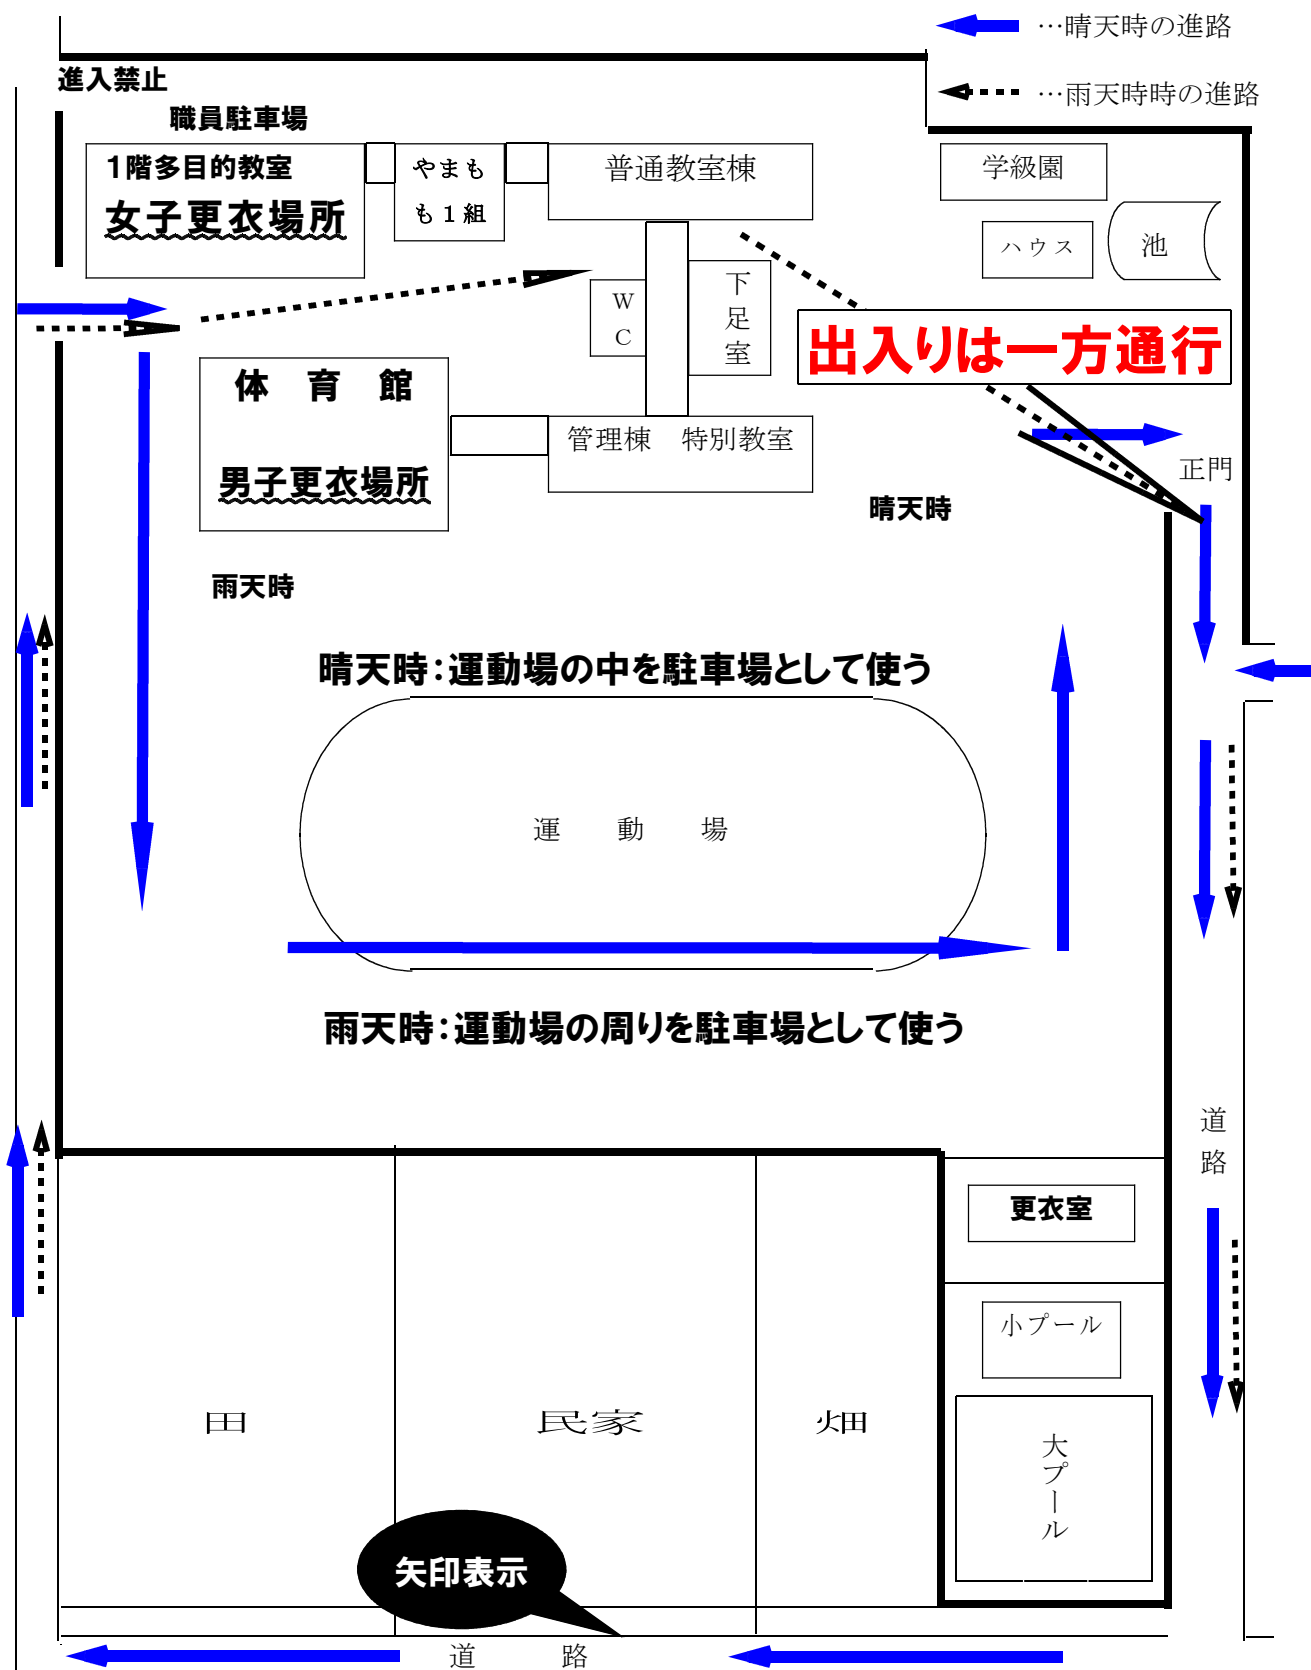 …晴天時の進路
進入禁止
…雨天時時の進路
職員駐車場
1階多目的教室
女子更衣場所
やまも
も1組
普通教室棟
学級園
ハウス
池
WC
下足室
出入りは一方通行
体 育 館
男子更衣場所
管理棟 特別教室
正門
晴天時
雨天時
晴天時：運動場の中を駐車場として使う
運 動 場
雨天時：運動場の周りを駐車場として使う
道路
更衣室
小プール
田
民家
畑
大プール
矢印表示
道 路